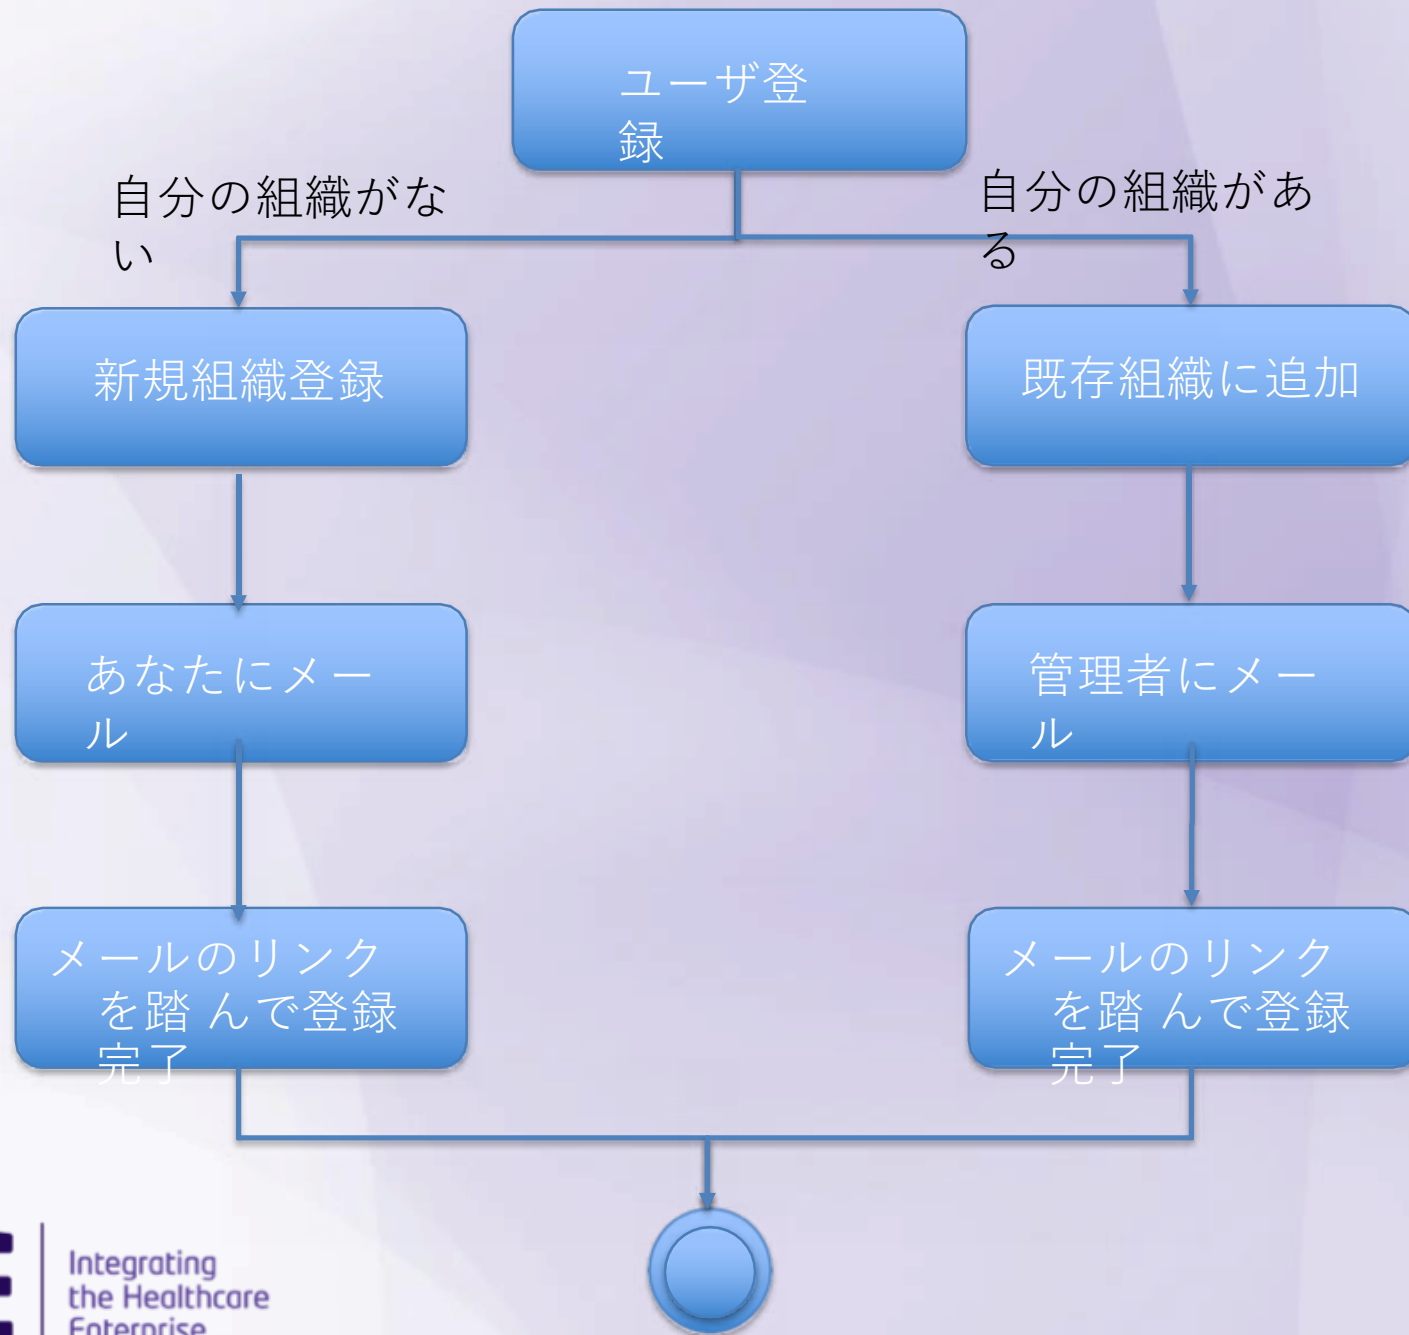 ユーザ登
録
自分の組織がな
い
自分の組織があ
る
新規組織登録
既存組織に追加
あなたにメー
ル
管理者にメー
ル
メールのリンク
を踏 んで登録
完了
メールのリンク
を踏 んで登録
完了
Integrating
the Healthcare
Enterprise